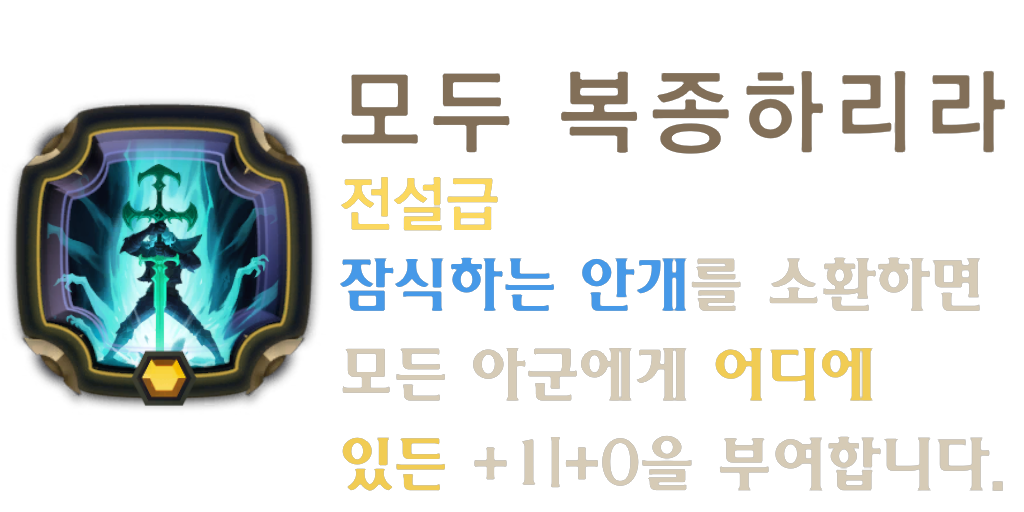 모두 복종하리라
전설급
잠식하는 안개를 소환하면
모든 아군에게 어디에
있든 +1|+0을 부여합니다.